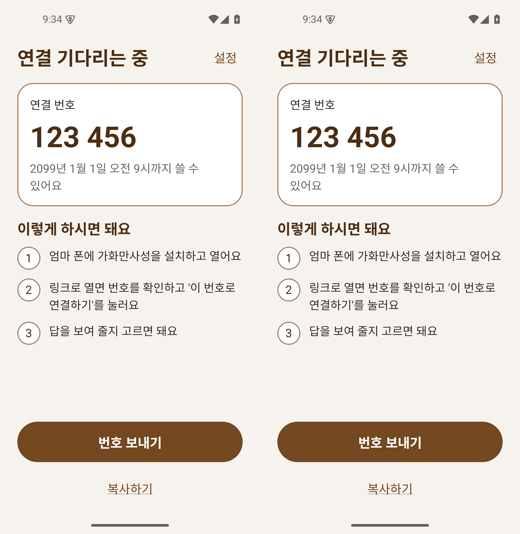 9:34
연결 기다리는 중 설정
연결 번호
123 456
2099년 1월 1일 오전 9시까지 쓸 수
있어요
이렇게 하시면 돼요
1 엄마 폰에 가화만사성을 설치하고 열어요
2 링크로 열면 번호를 확인하고 '이 번호로
연결하기'를 눌러요
3 답을 보여 줄지 고르면 돼요
번호 보내기
복사하기
9:34
연결 기다리는 중 설정
연결 번호
123 456
2099년 1월 1일 오전 9시까지 쓸 수
있어요
이렇게 하시면 돼요
1 엄마 폰에 가화만사성을 설치하고 열어요
2 링크로 열면 번호를 확인하고 '이 번호로
연결하기'를 눌러요
3 답을 보여 줄지 고르면 돼요
번호 보내기
복사하기